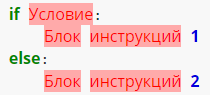 if Условие:
Блок инструкций 1
else:
Блок инструкций 2